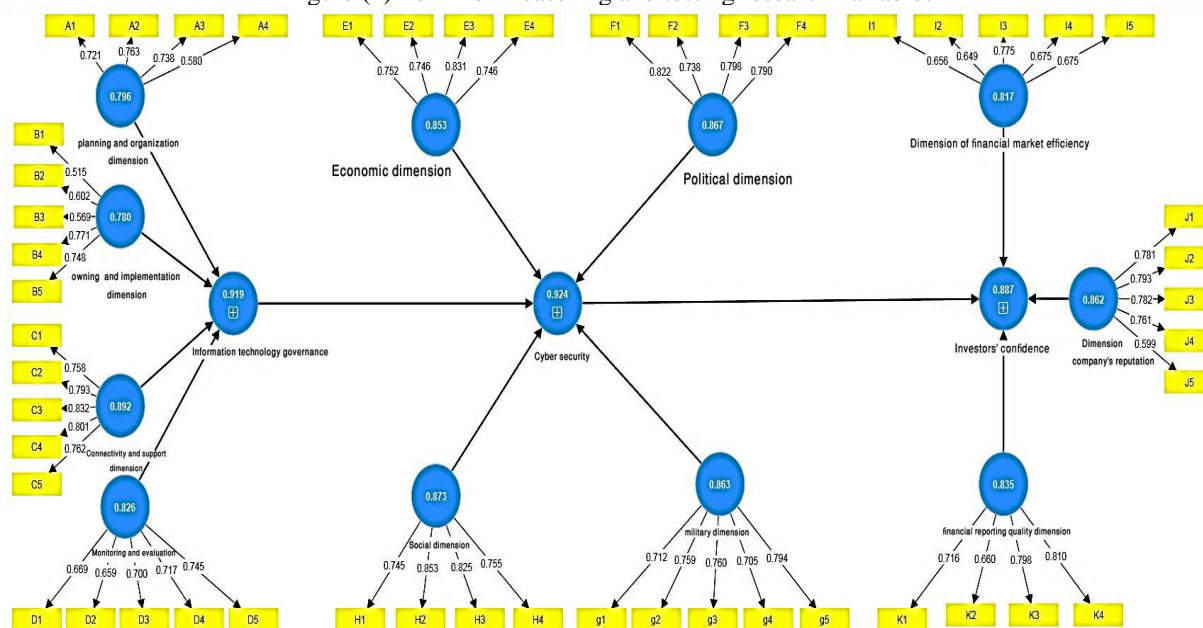 A1
A2
A3
A4
E1
E2
E3
E4
F1
F2
F3
F4
I1
I2
I3
I4
I5
0.721
0.763
0.738
0.580
0.752
0.746
0.831
0.746
0.822
0.738
0.798
0.790
0.656
0.649
0.775
0.675
0.675
0.796
0.853
0.867
0.817
planning and organization
dimension
Economic dimension
Political dimension
Dimension of financial market efficiency
B1
B2
B3
B4
B5
0.515
0.602
0.569
0.771
0.748
0.780
owning and implementation
dimension
0.919
Information technology governance
0.924
Cyber security
0.887
Investors' confidence
0.862
Dimension
company's reputation
0.781
0.793
0.782
0.761
0.599
J1
J2
J3
J4
J5
C1
C2
C3
C4
C5
0.758
0.793
0.832
0.801
0.762
0.892
Connectivity and support
dimension
0.826
Monitoring and evaluation
0.669
0.659
0.700
0.717
0.745
D1
D2
D3
D4
D5
0.873
Social dimension
0.745
0.853
0.825
0.755
H1
H2
H3
H4
0.863
military dimension
0.712
0.759
0.760
0.705
0.794
g1
g2
g3
g4
g5
0.835
financial reporting quality dimension
0.716
0.660
0.798
0.810
K1
K2
K3
K4